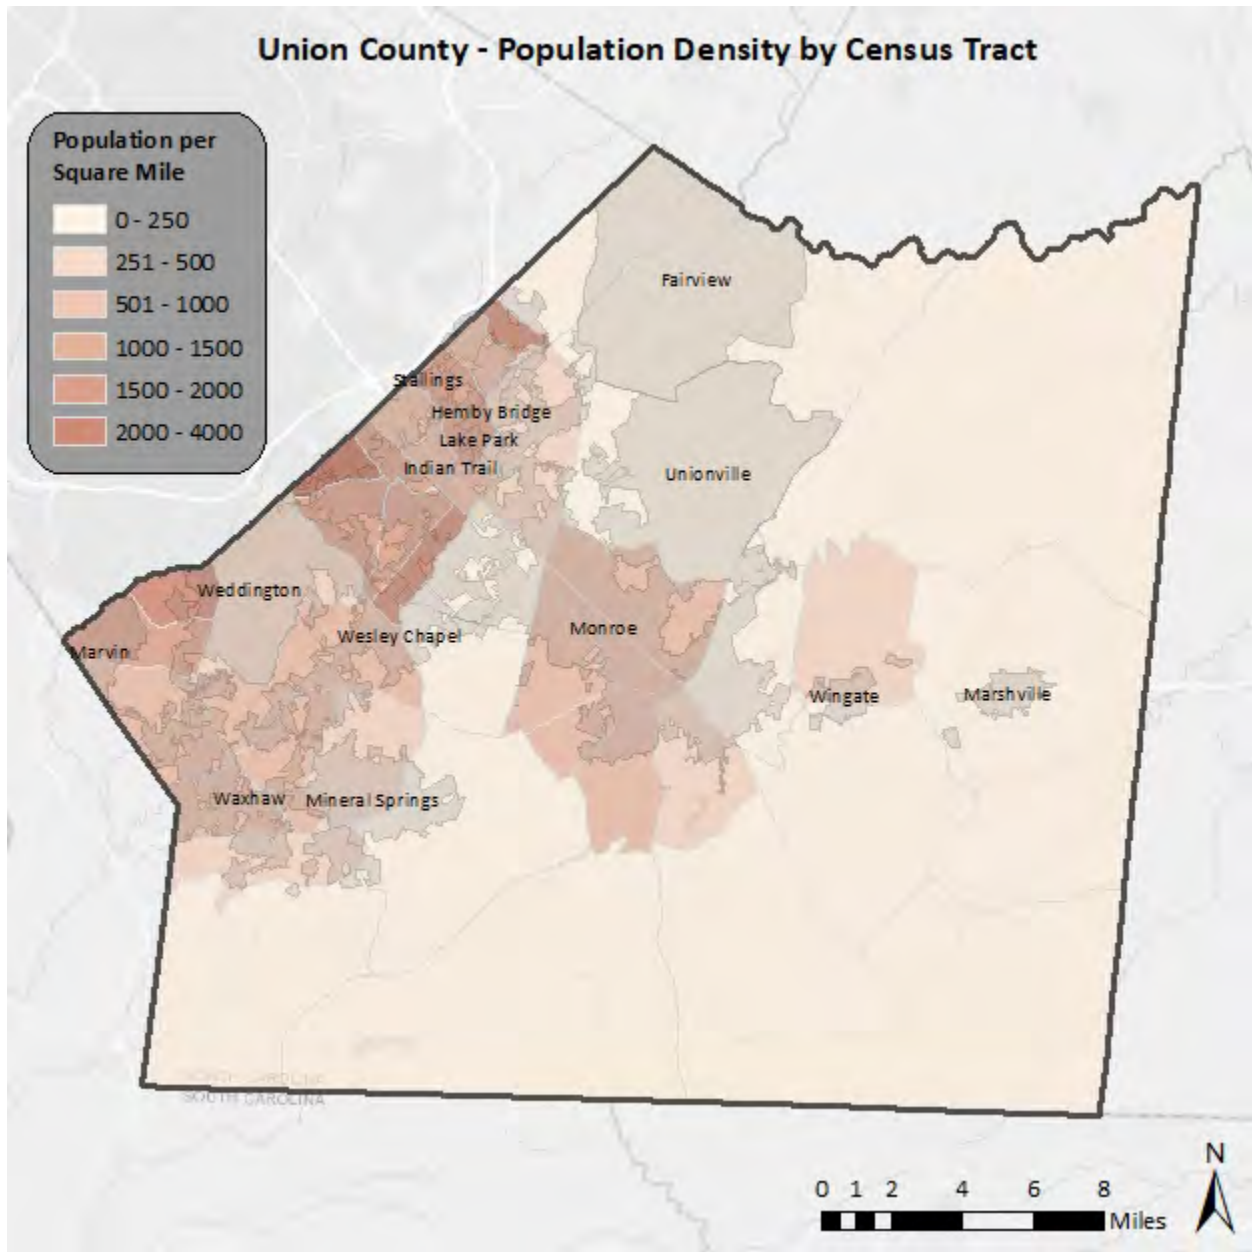 Union County - Population Density by Census Tract
Population per
Square Mile
0 - 250
251 - 500
501 - 1000
1000 - 1500
1500 - 2000
2000 - 4000
Fairview
Stallings
Hemby Bridge
Lake Park
Indian Trail
Unionville
Weddington
Wesley Chapel
Monroe
Marvin
Wingate
Marshville
Waxhaw
Mineral Springs
NORTH CAROLINA
SOUTH CAROLINA
N
0 1 2 4 6 8
Miles